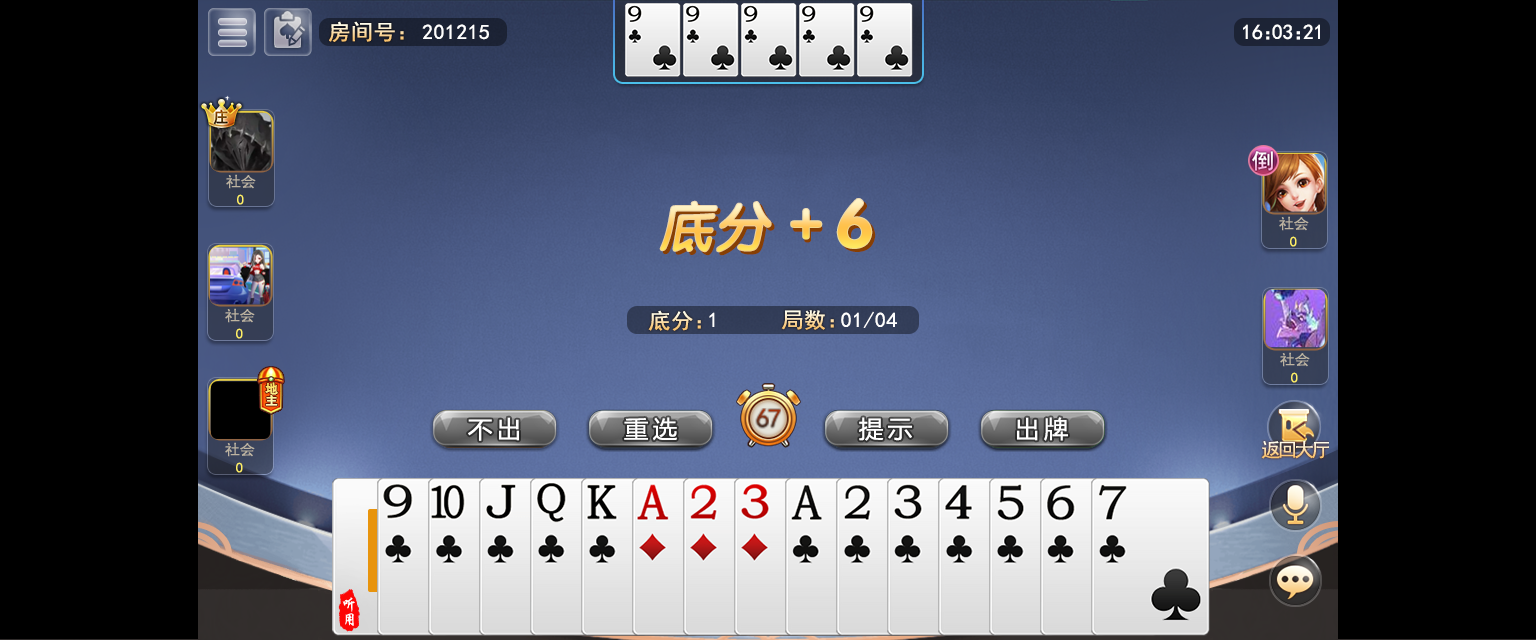 房间号： 201215
9 9 9 9 9
16:03:21
庄
社会
0
倒
社会
0
底分 + 6
社会
0
社会
0
底分:1 局数:01/04
地主
社会
0
不出 重选 67 提示 出牌
返回大厅
9 10 J Q K A 2 3 A 2 3 4 5 6 7
听用